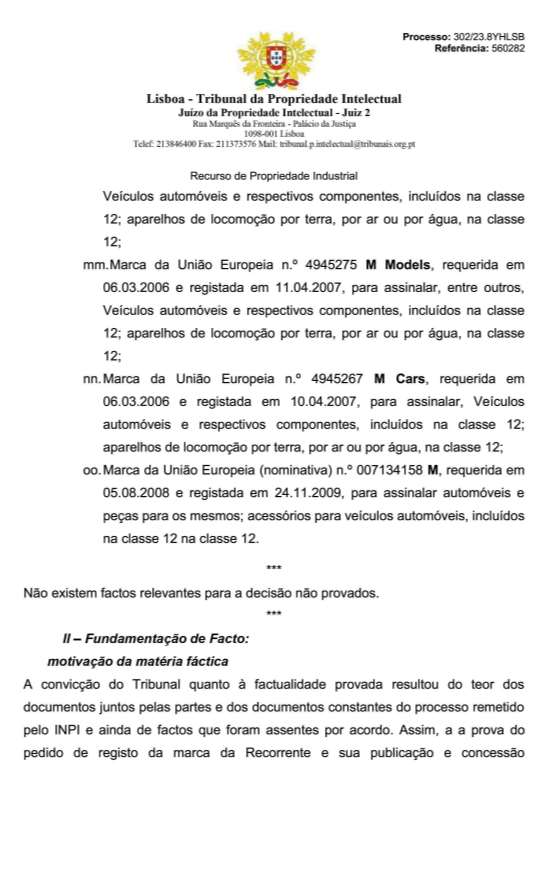 Processo: 302/23.8YHLSB
Referência: 560282
Lisboa - Tribunal da Propriedade Intelectual
Juízo da Propriedade Intelectual - Juiz 2
Rua Marquês da Fronteira - Palácio da Justiça
1098-001 Lisboa
Telef: 213846400 Fax: 211373576 Mail: tribunal.p.intelectual@tribunais.org.pt
Recurso de Propriedade Industrial
Veículos automóveis e respectivos componentes, incluídos na classe
12; aparelhos de locomoção por terra, por ar ou por água, na classe
12;
mm. Marca da União Europeia n.º 4945275 M Models, requerida em
06.03.2006 e registada em 11.04.2007, para assinalar, entre outros,
Veículos automóveis e respectivos componentes, incluídos na classe
12; aparelhos de locomoção por terra, por ar ou por água, na classe
12;
nn. Marca da União Europeia n.º 4945267 M Cars, requerida em
06.03.2006 e registada em 10.04.2007, para assinalar, Veículos
automóveis e respectivos componentes, incluídos na classe 12;
aparelhos de locomoção por terra, por ar ou por água, na classe 12;
oo. Marca da União Europeia (nominativa) n.º 007134158 M, requerida em
05.08.2008 e registada em 24.11.2009, para assinalar automóveis e
peças para os mesmos; acessórios para veículos automóveis, incluídos
na classe 12 na classe 12.
***
Não existem factos relevantes para a decisão não provados.
***
II – Fundamentação de Facto:
motivação da matéria fáctica
A convicção do Tribunal quanto à factualidade provada resultou do teor dos
documentos juntos pelas partes e dos documentos constantes do processo remetido
pelo INPI e ainda de factos que foram assentes por acordo. Assim, a a prova do
pedido de registo da marca da Recorrente e sua publicação e concessão